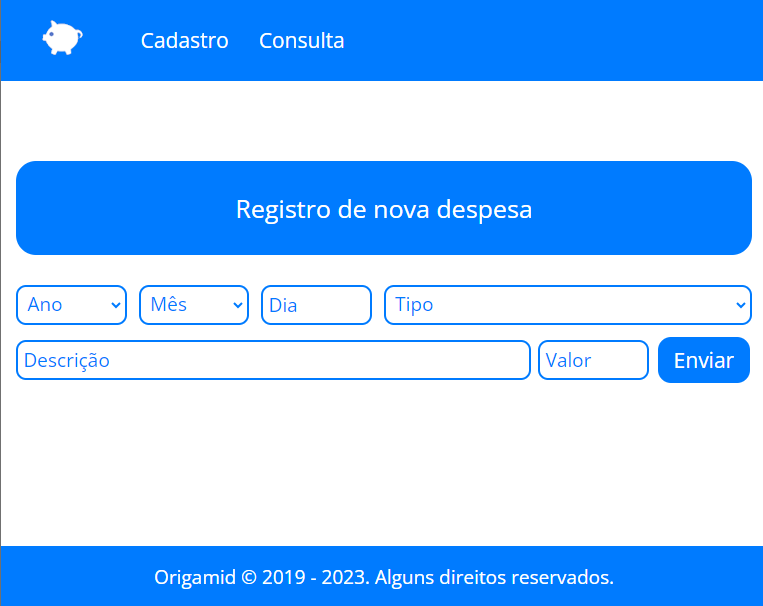 Cadastro Consulta
Registro de nova despesa
Ano Mês Dia Tipo
Descrição Valor Enviar
Origamid © 2019 - 2023. Alguns direitos reservados.